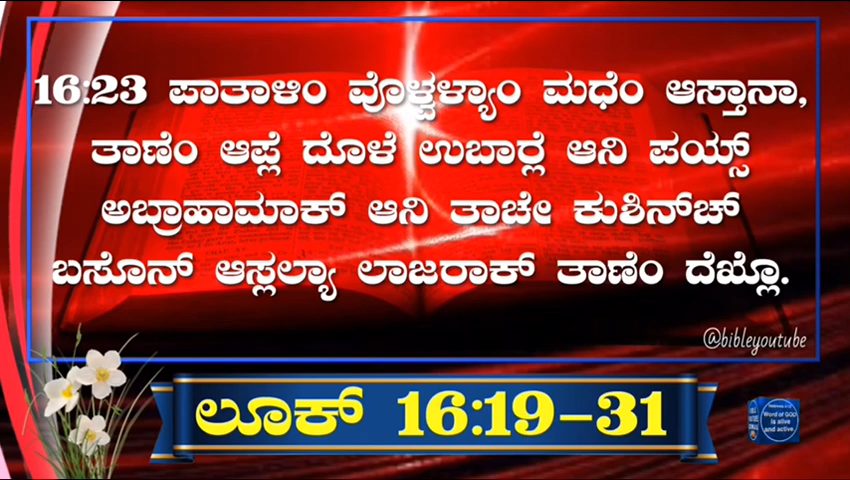 16:23 ಪಾತಾಳಿಂ ವೊಳ್ವಳ್ಯಾಂ ಮಧೆಂ ಆಸ್ತಾನಾ,
ತಾಣೆಂ ಆಪ್ಲೆ ದೊಳೆ ಉಬಾರ‍್ಲೆ ಆನಿ ಪಯ್ಸ್
ಅಬ್ರಾಹಾಮಾಕ್ ಆನಿ ತಾಚೇ ಕುಶಿನ್‌ಚ್
ಬಸೊನ್ ಆಸ್ಲಲ್ಯಾ ಲಾಜರಾಕ್ ತಾಣೆಂ ದೆಖ್ಲೊ.
@bibleyoutube
ಲೂಕ್ 16:19-31
Word of GOD
is alive
and active